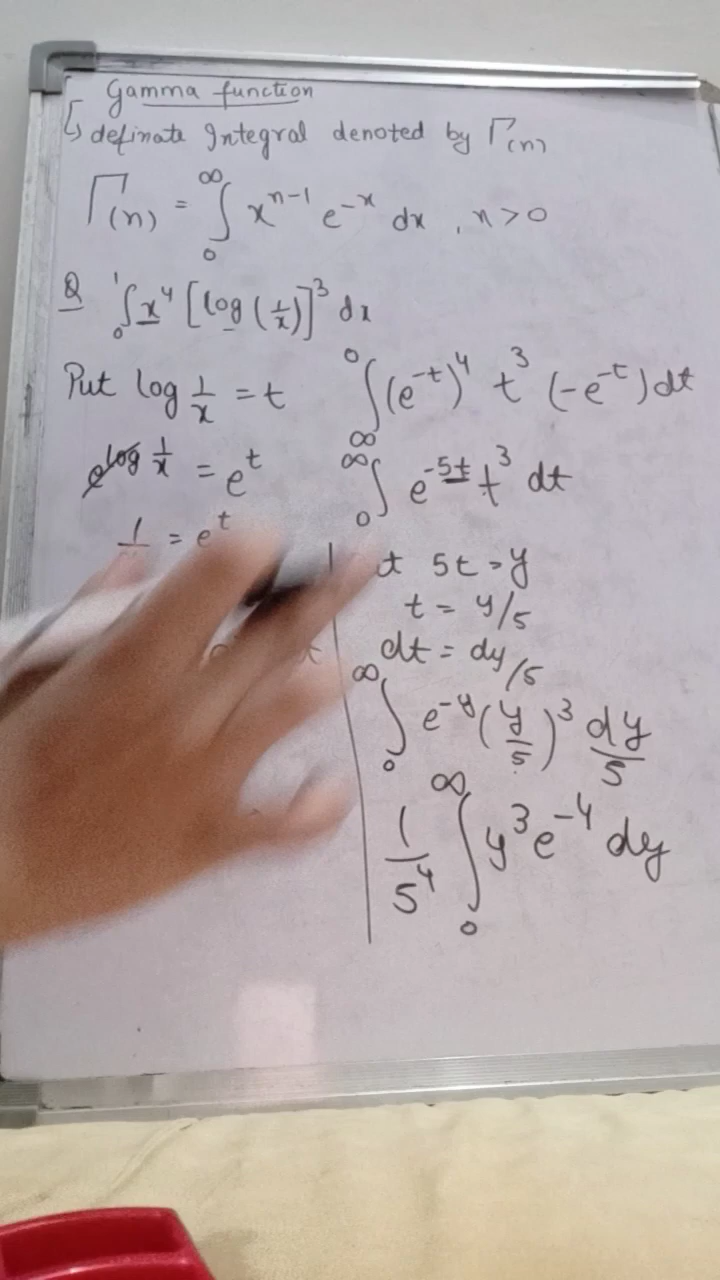 Gamma function
↳ definate Integral denoted by Γ(n)
Γ(n) = ∫₀^∞ x^{n-1} e^{-x} dx , n>0
Q ∫₀¹ x⁴ [log (1/x)]³ dx
Put log 1/x = t
e^{log 1/x} = e^t
1 = e^t
∫_∞^0 (e^{-t})⁴ t³ (-e^{-t}) dt
∫₀^∞ e^{-5t} t³ dt
5t = y
t = y/5
dt = dy/5
∫₀^∞ e^{-y} (y/5)³ dy/5
1/5⁴ ∫₀^∞ y³ e^{-y} dy